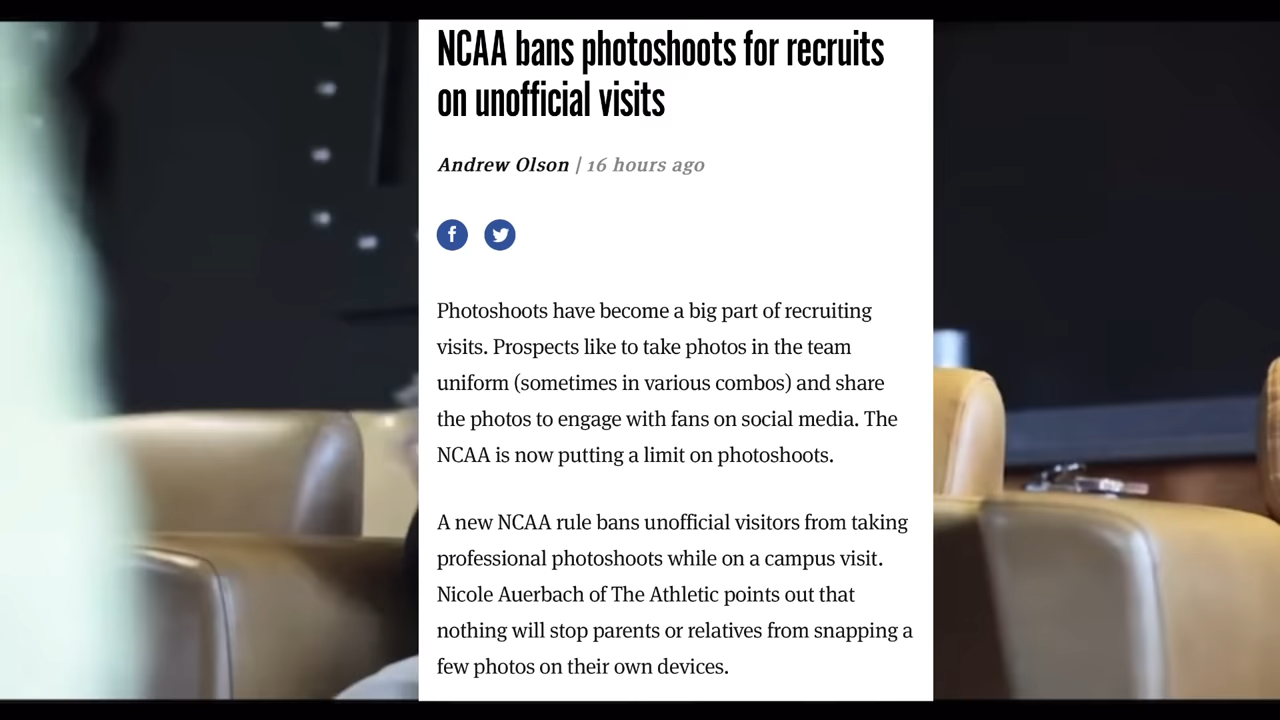 NCAA bans photoshoots for recruits
on unofficial visits
Andrew Olson | 16 hours ago
Photoshoots have become a big part of recruiting
visits. Prospects like to take photos in the team
uniform (sometimes in various combos) and share
the photos to engage with fans on social media. The
NCAA is now putting a limit on photoshoots.
A new NCAA rule bans unofficial visitors from taking
professional photoshoots while on a campus visit.
Nicole Auerbach of The Athletic points out that
nothing will stop parents or relatives from snapping a
few photos on their own devices.